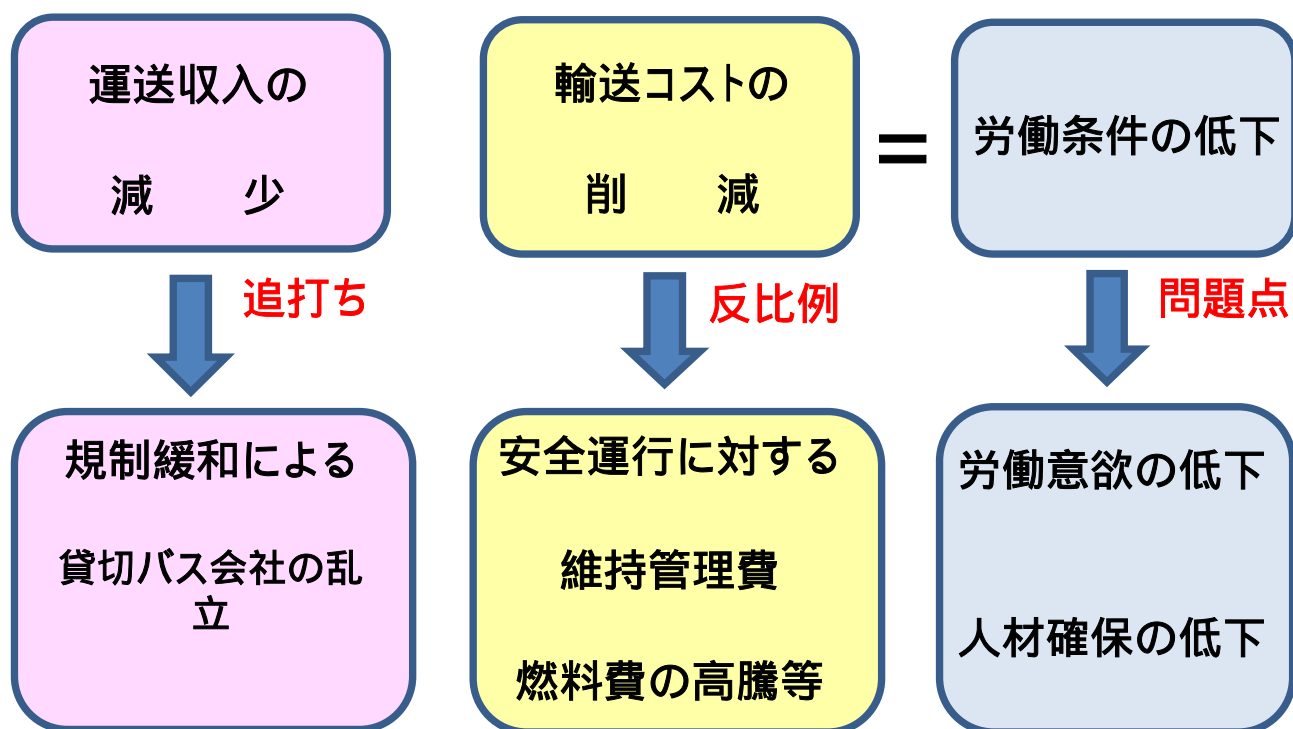 運送収入の
減　　少
輸送コストの
削　　減
＝
労働条件の低下
追打ち
反比例
問題点
規制緩和による
貸切バス会社の乱
立
安全運行に対する
維持管理費
燃料費の高騰等
労働意欲の低下
人材確保の低下